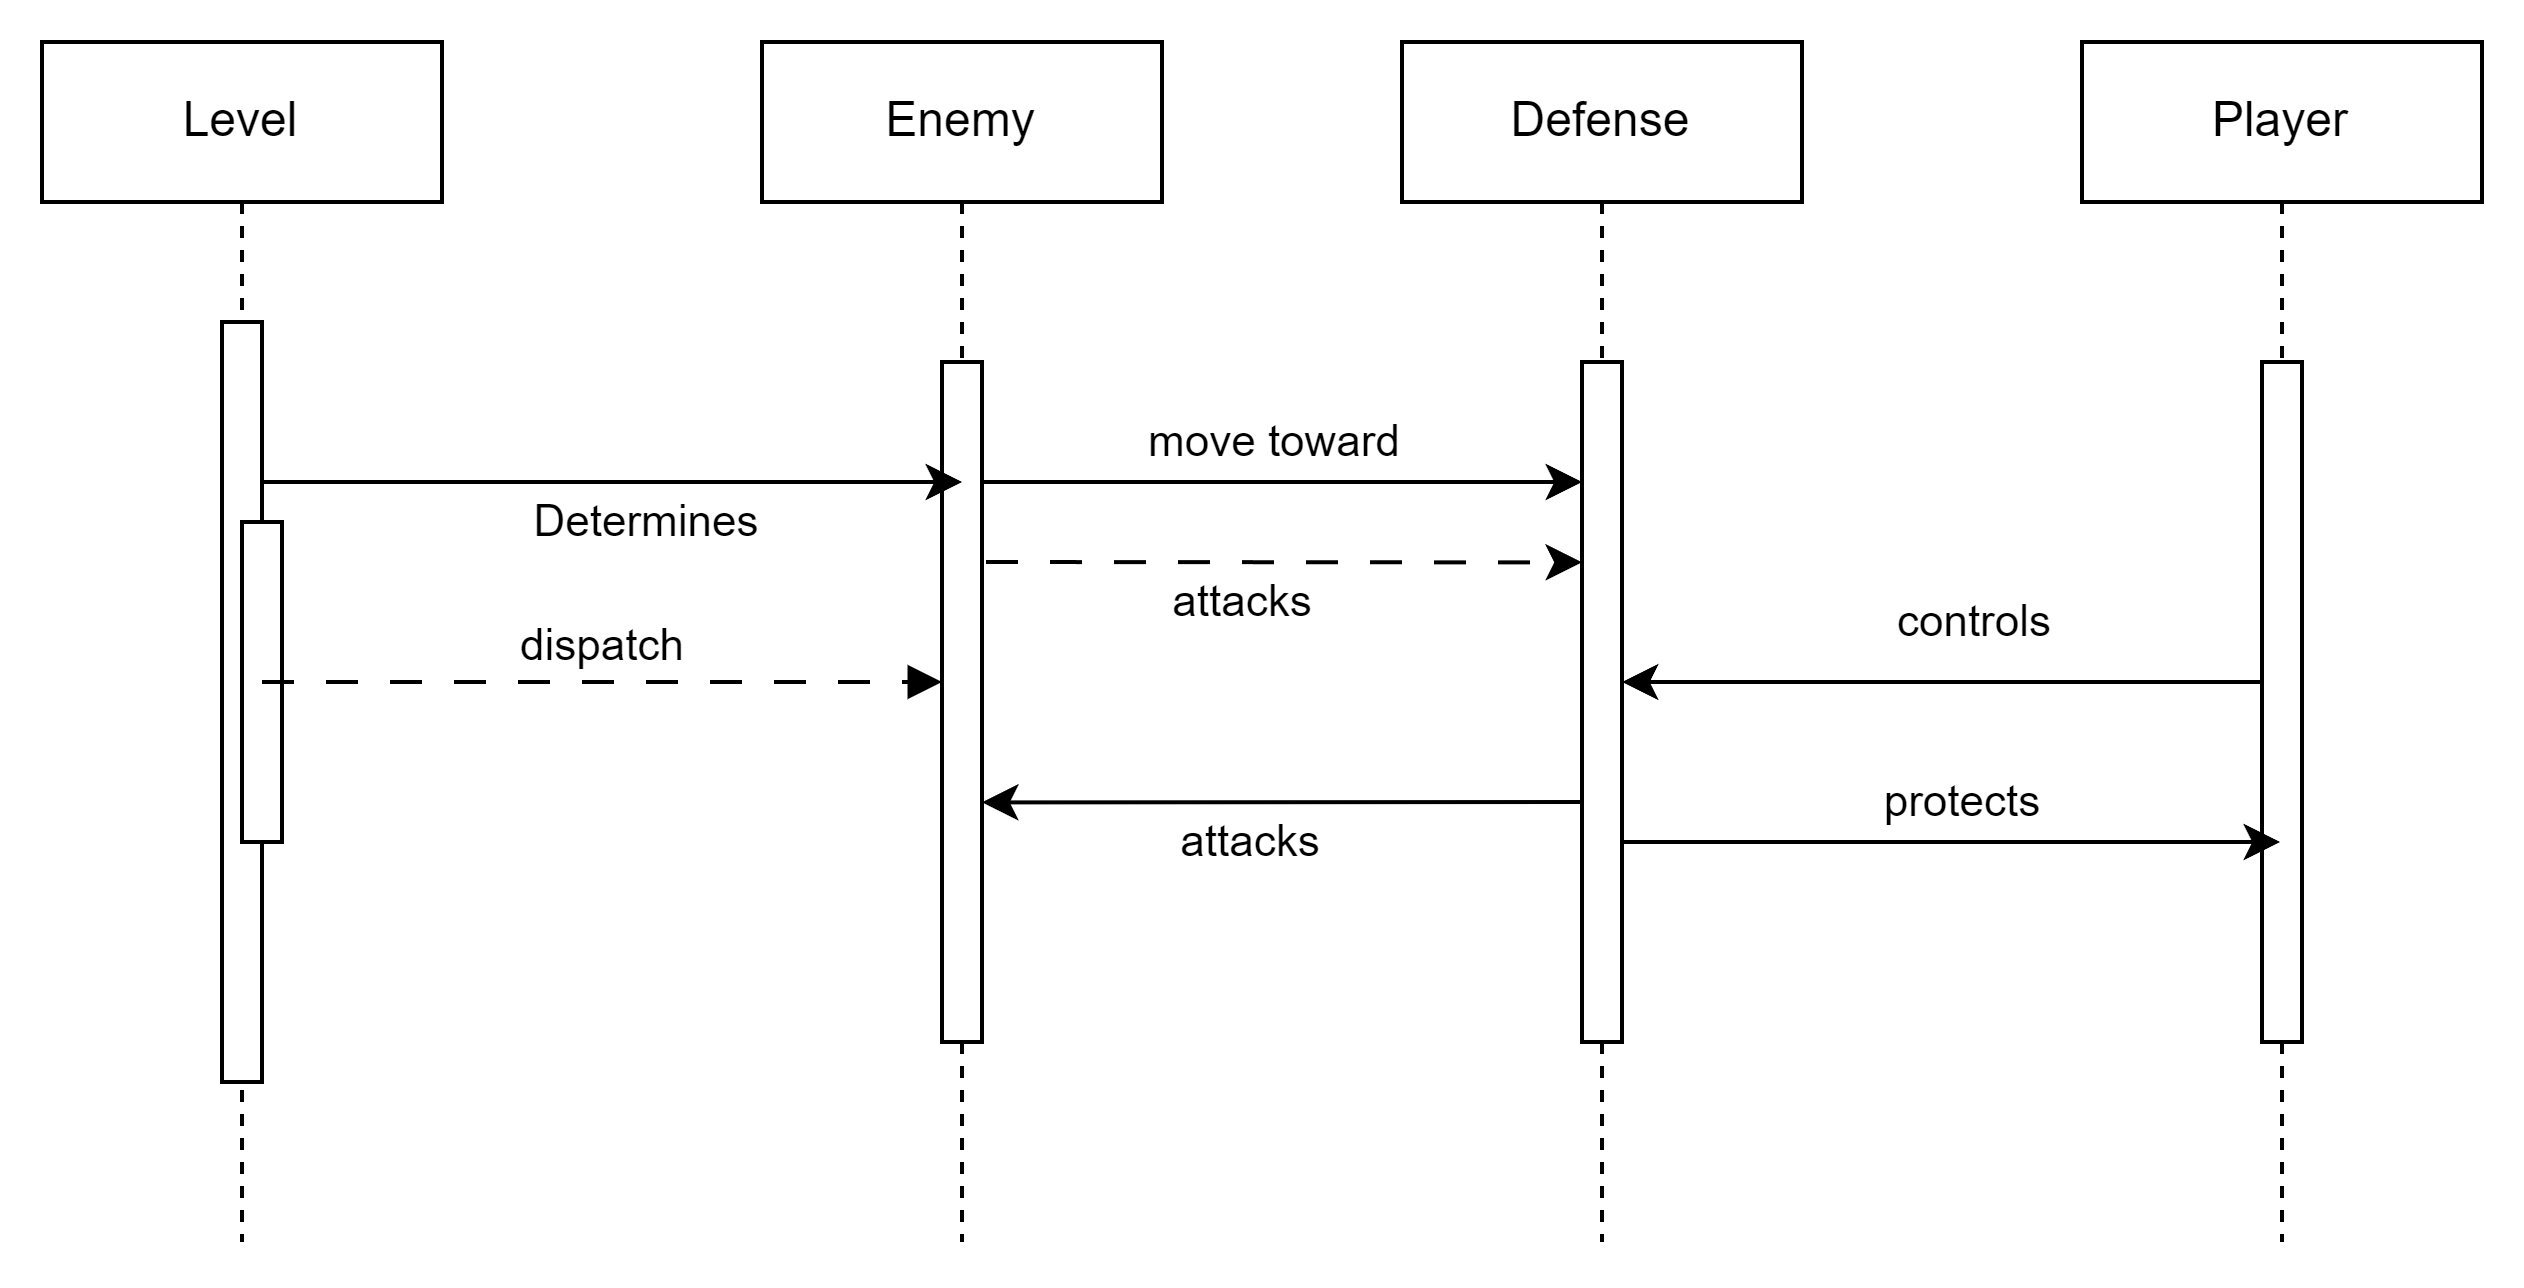 Level
Enemy
Defense
Player
move toward
Determines
attacks
dispatch
controls
attacks
protects